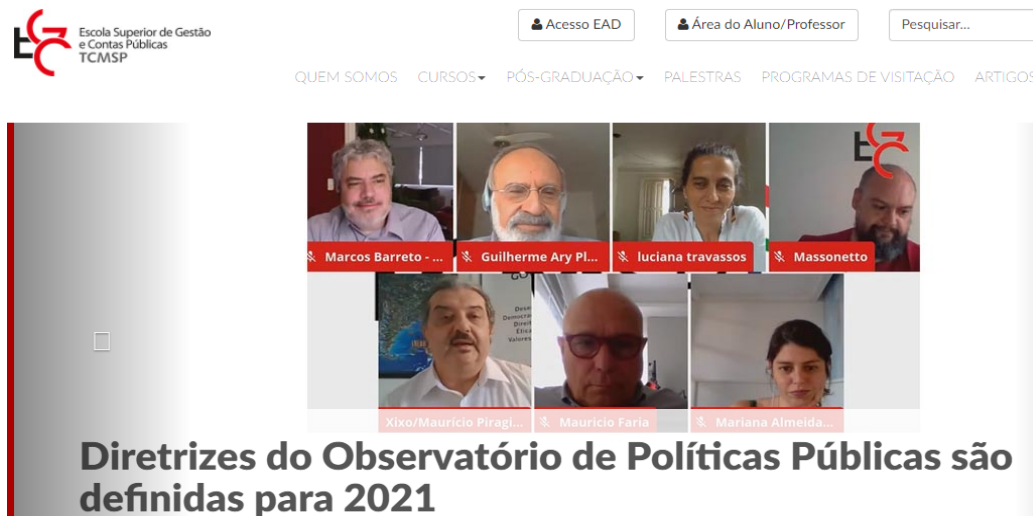 Escola Superior de Gestão
e Contas Públicas
TCMSP
Acesso EAD
Área do Aluno/Professor
Pesquisar...
QUEM SOMOS CURSOS PÓS-GRADUAÇÃO PALESTRAS PROGRAMAS DE VISITAÇÃO ARTIGOS
Marcos Barreto - ...
Guilherme Ary Pl...
luciana travassos
Massonetto
Xixo/Maurício Piragi...
Mauricio Faria
Mariana Almeida...
Diretrizes do Observatório de Políticas Públicas são
definidas para 2021